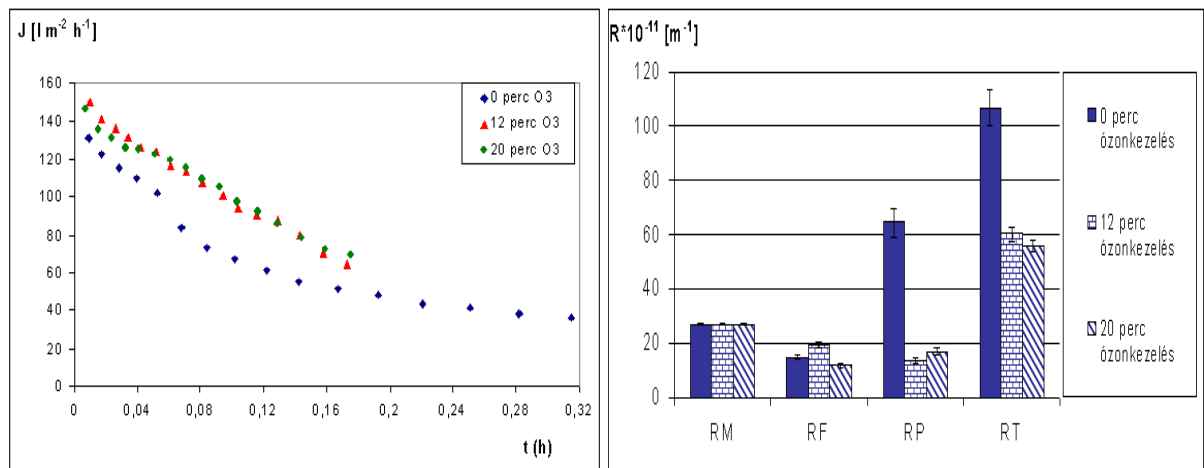 J [l m⁻² h⁻¹]
160
140
120
100
80
60
40
20
0
0 0,04 0,08 0,12 0,16 0,2 0,24 0,28 0,32
t (h)
0 perc O3
12 perc O3
20 perc O3
R*10⁻¹¹ [m⁻¹]
120
100
80
60
40
20
0
RM RF RP RT
0 perc
ózonkezelés
12 perc
ózonkezelés
20 perc
ózonkezelés